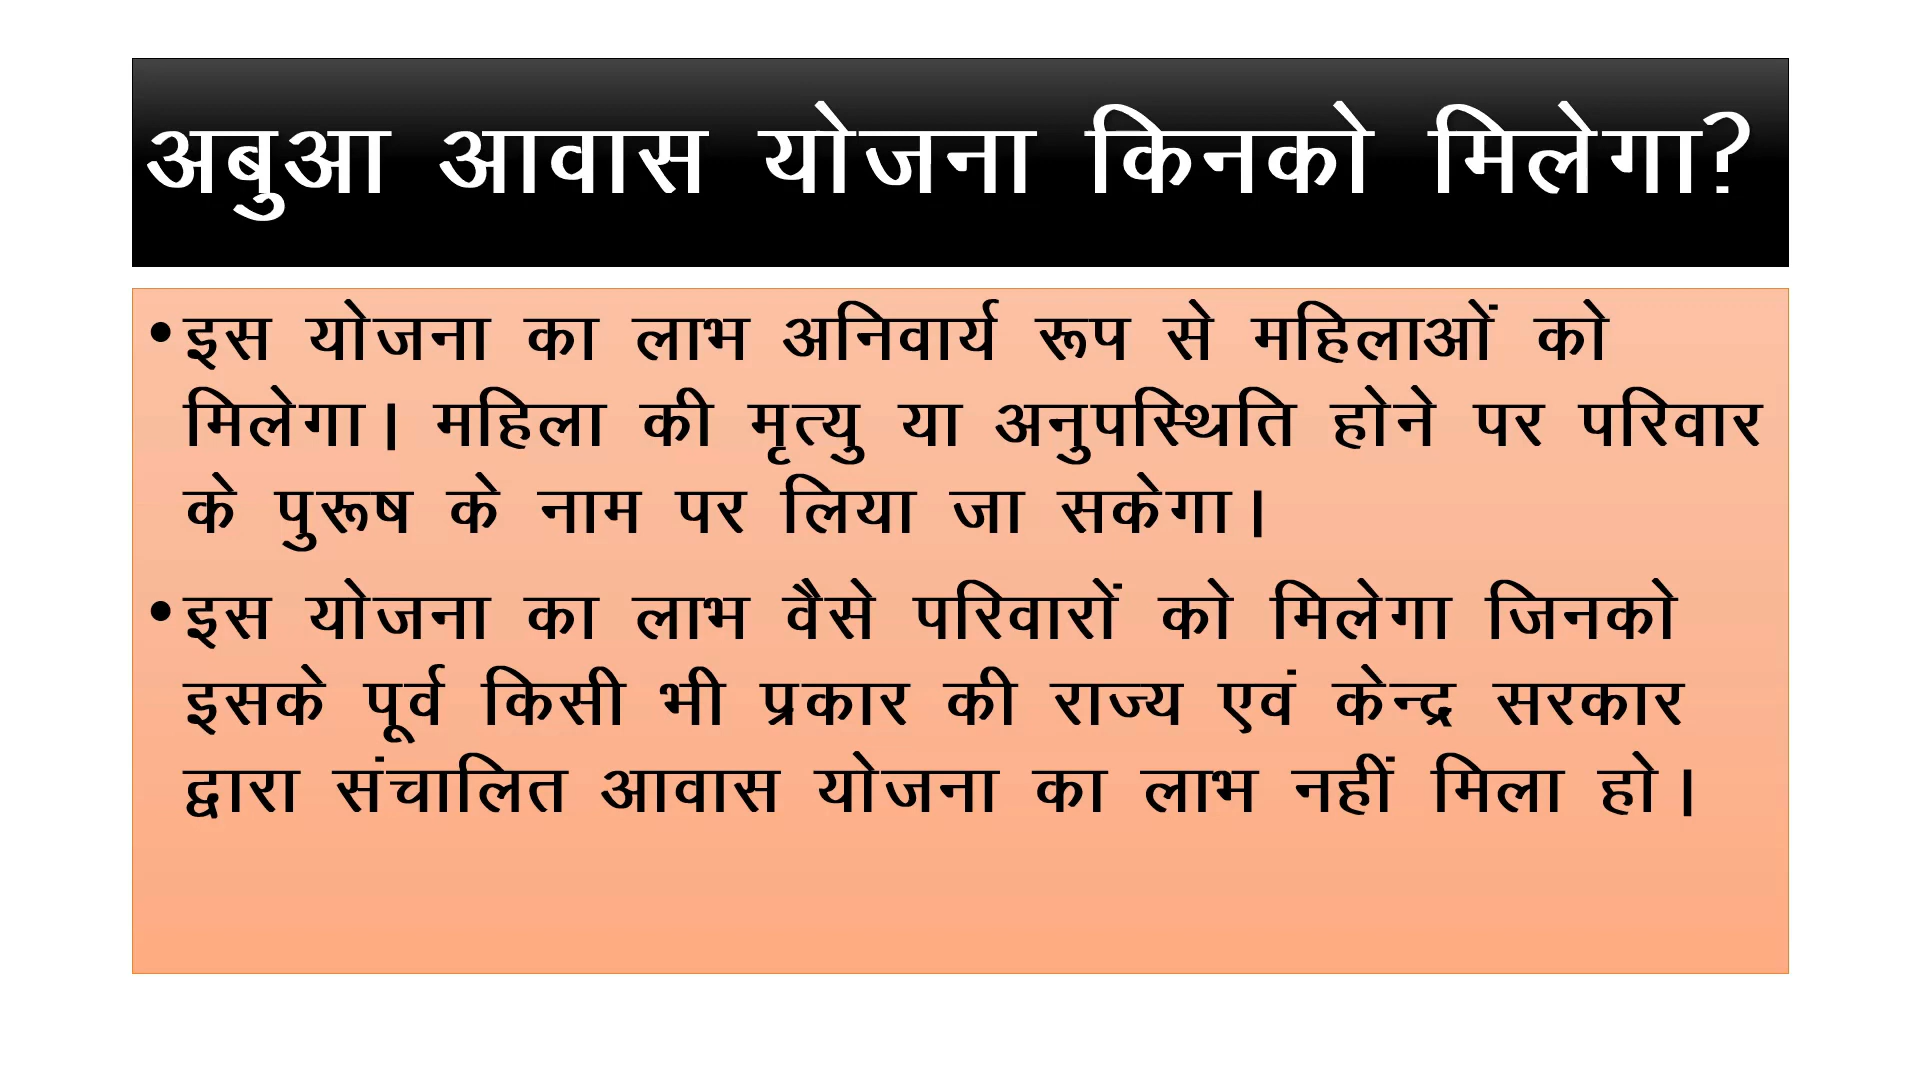 अबुआ आवास योजना किनको मिलेगा?
• इस योजना का लाभ अनिवार्य रूप से महिलाओं को
मिलेगा। महिला की मृत्यु या अनुपस्थिति होने पर परिवार
के पुरूष के नाम पर लिया जा सकेगा।
• इस योजना का लाभ वैसे परिवारों को मिलेगा जिनको
इसके पूर्व किसी भी प्रकार की राज्य एवं केन्द्र सरकार
द्वारा संचालित आवास योजना का लाभ नहीं मिला हो।